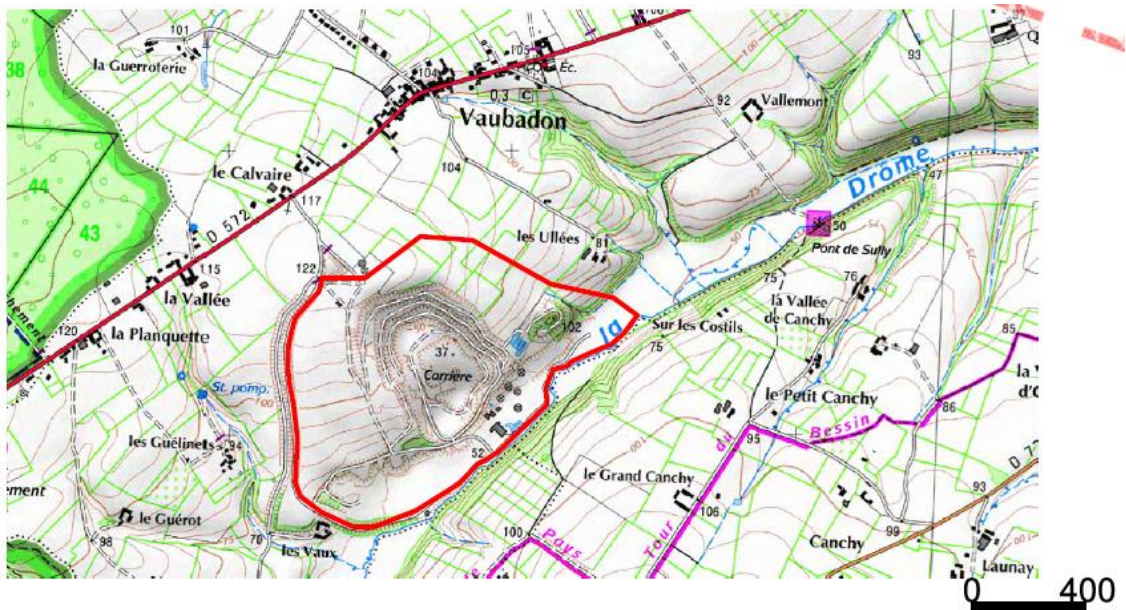 101
la Guerroterie
38
106
105
Éc.
104
0,3 C
Vaubadon
92
93
Vallemont
44
43
le Calvaire
117
104
D 572
les Ullées
81
Drôme
47
50
Pont de Sully
75
115
la Vallée
122
120
la Planquette
St. pomp.
37
Carrière
102
la
Sur les Costils
75
76
la Vallée
de Canchy
85
le Petit Canchy
86
Bessin
95
du
les Guélinets
94
52
le Grand Canchy
106
Tour
93
99
Canchy
Launay
le Guérot
98
70
les Vaux
100
Pays
0 400